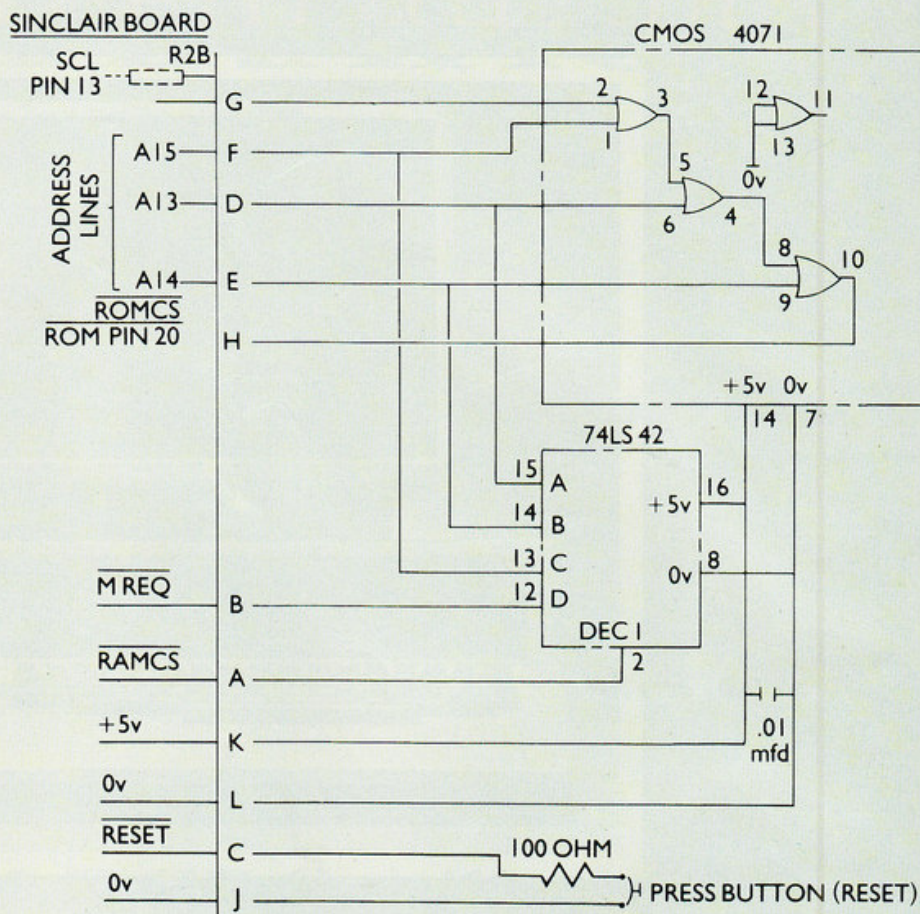 SINCLAIR BOARD
CMOS 4071
SCL
PIN 13
R2B
G
2
3
1
12
11
13
0v
ADDRESS
LINES
A15
F
5
4
6
A13
D
8
10
9
A14
E
ROMCS
ROM PIN 20
H
+5v 0v
14 7
74LS 42
15
A
16
+5v
14
B
13
C
8
0v
12
D
M REQ
B
DEC 1
2
RAMCS
A
+5v
K
.01
mfd
0v
L
RESET
C
100 OHM
0v
J
PRESS BUTTON (RESET)